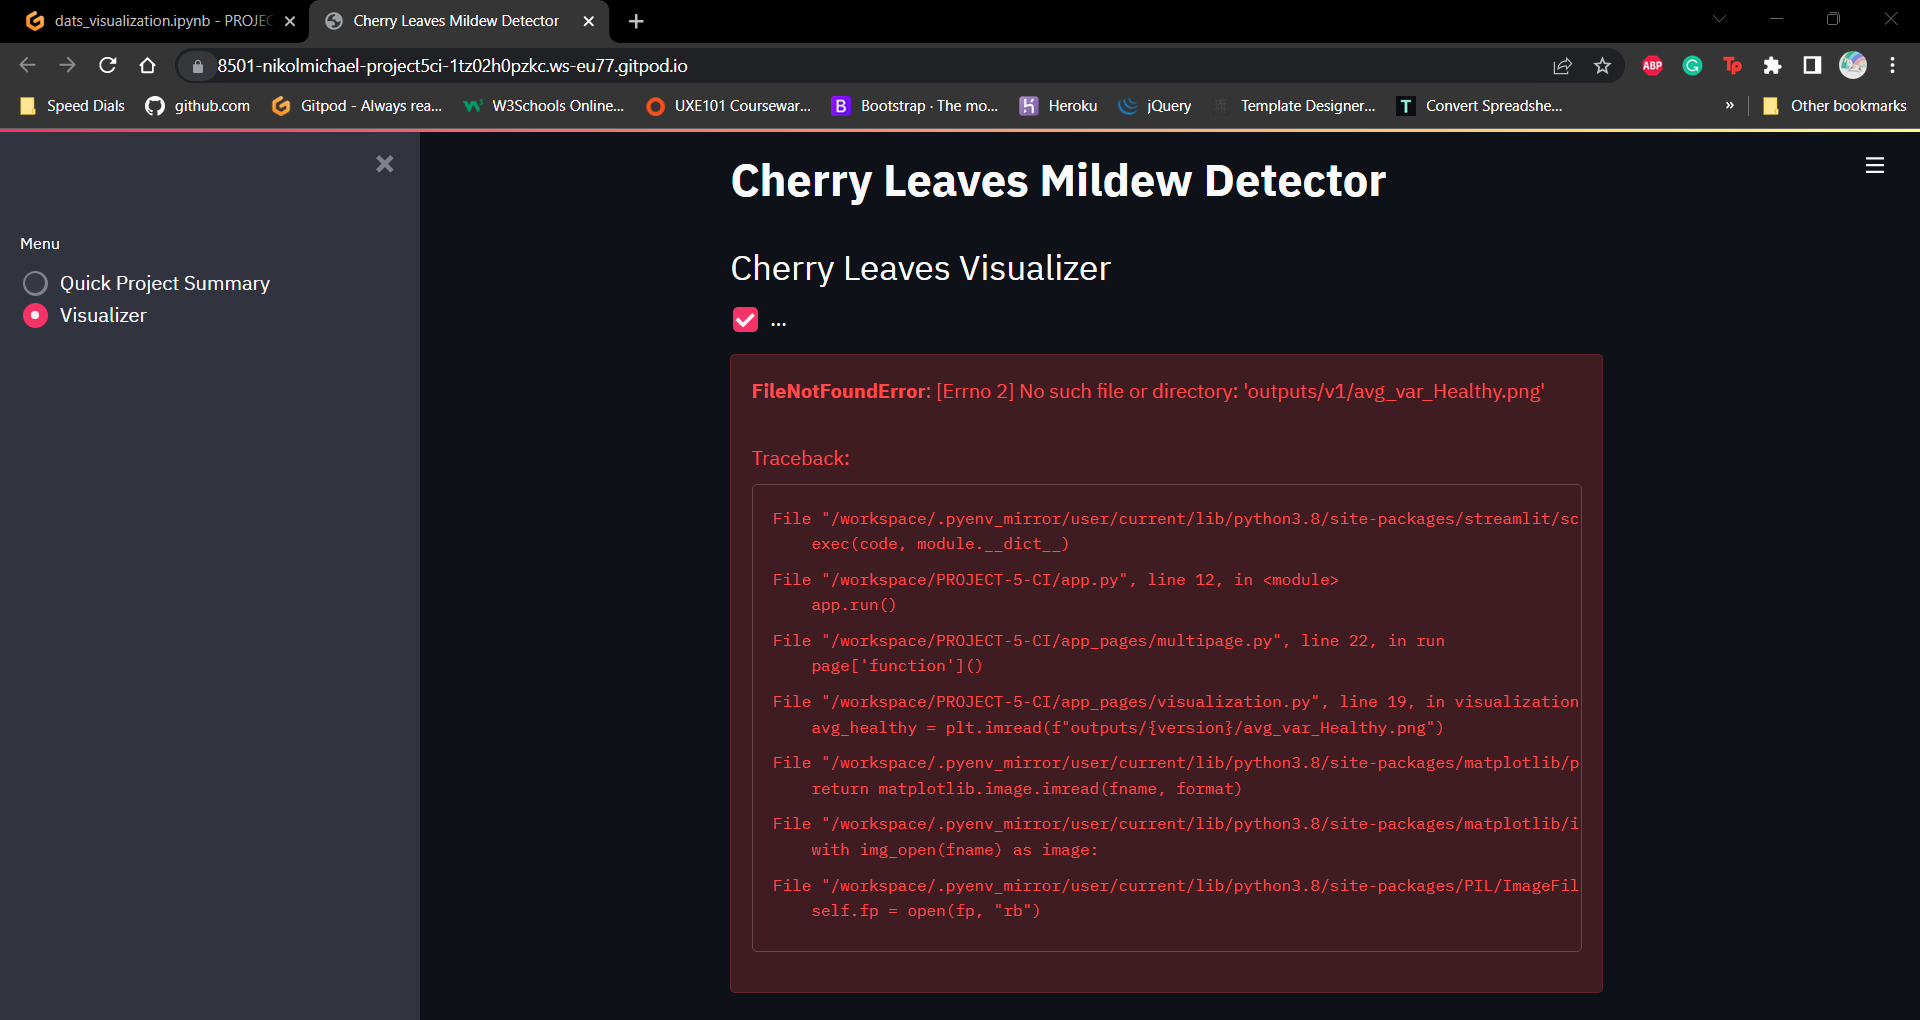 dats_visualization.ipynb - PROJEC
Cherry Leaves Mildew Detector
8501-nikolmichael-project5ci-1tz02h0pzkc.ws-eu77.gitpod.io
ABP
G
Tp
Speed Dials
github.com
Gitpod - Always rea...
W3Schools Online...
UXE101 Coursewar...
B
Bootstrap · The mo...
Heroku
jQuery
Template Designer...
T
Convert Spreadshe...
»
Other bookmarks
Menu
Quick Project Summary
Visualizer
Cherry Leaves Mildew Detector
Cherry Leaves Visualizer
...
FileNotFoundError: [Errno 2] No such file or directory: 'outputs/v1/avg_var_Healthy.png'
Traceback:
File "/workspace/.pyenv_mirror/user/current/lib/python3.8/site-packages/streamlit/sc
exec(code, module.__dict__)
File "/workspace/PROJECT-5-CI/app.py", line 12, in <module>
app.run()
File "/workspace/PROJECT-5-CI/app_pages/multipage.py", line 22, in run
page['function']()
File "/workspace/PROJECT-5-CI/app_pages/visualization.py", line 19, in visualization
avg_healthy = plt.imread(f"outputs/{version}/avg_var_Healthy.png")
File "/workspace/.pyenv_mirror/user/current/lib/python3.8/site-packages/matplotlib/p
return matplotlib.image.imread(fname, format)
File "/workspace/.pyenv_mirror/user/current/lib/python3.8/site-packages/matplotlib/i
with img_open(fname) as image:
File "/workspace/.pyenv_mirror/user/current/lib/python3.8/site-packages/PIL/ImageFil
self.fp = open(fp, "rb")